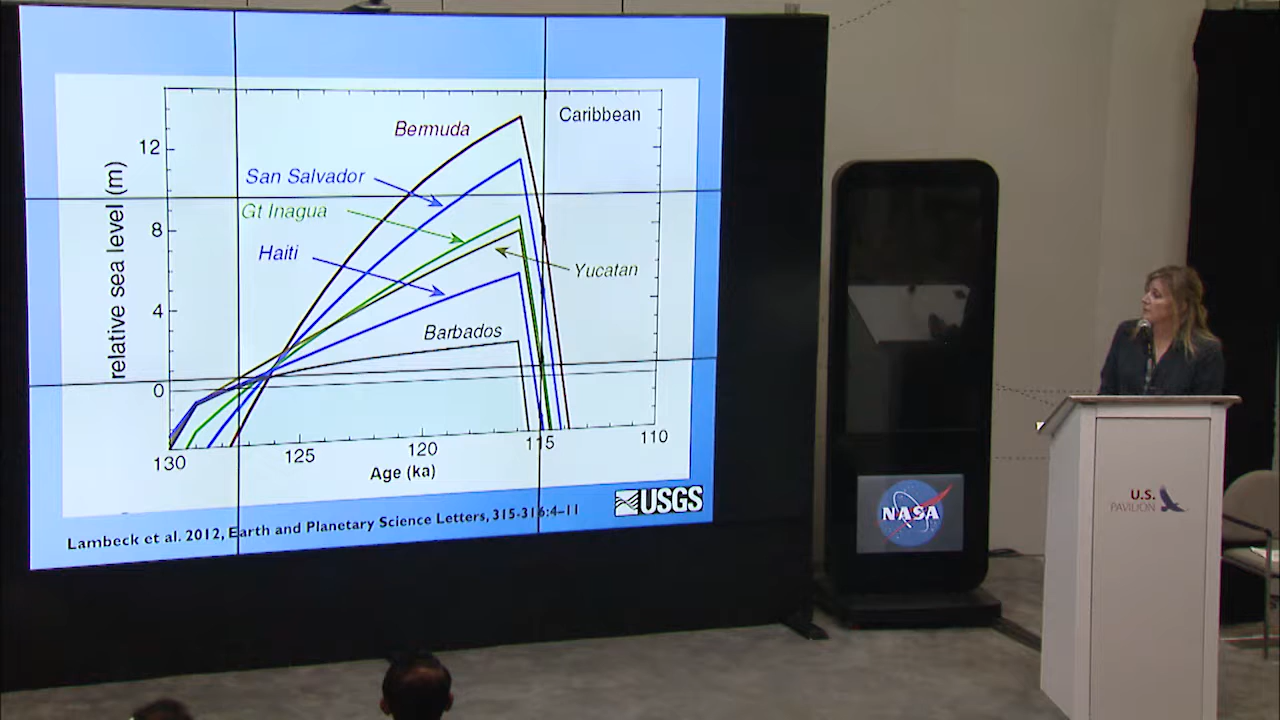 Caribbean
Bermuda
San Salvador
Gt Inagua
Haiti
Yucatan
Barbados
relative sea level (m)
12
8
4
0
130
125
120
115
110
Age (ka)
USGS
Lambeck et al. 2012, Earth and Planetary Science Letters, 315-316:4–11
NASA
U.S.
PAVILION